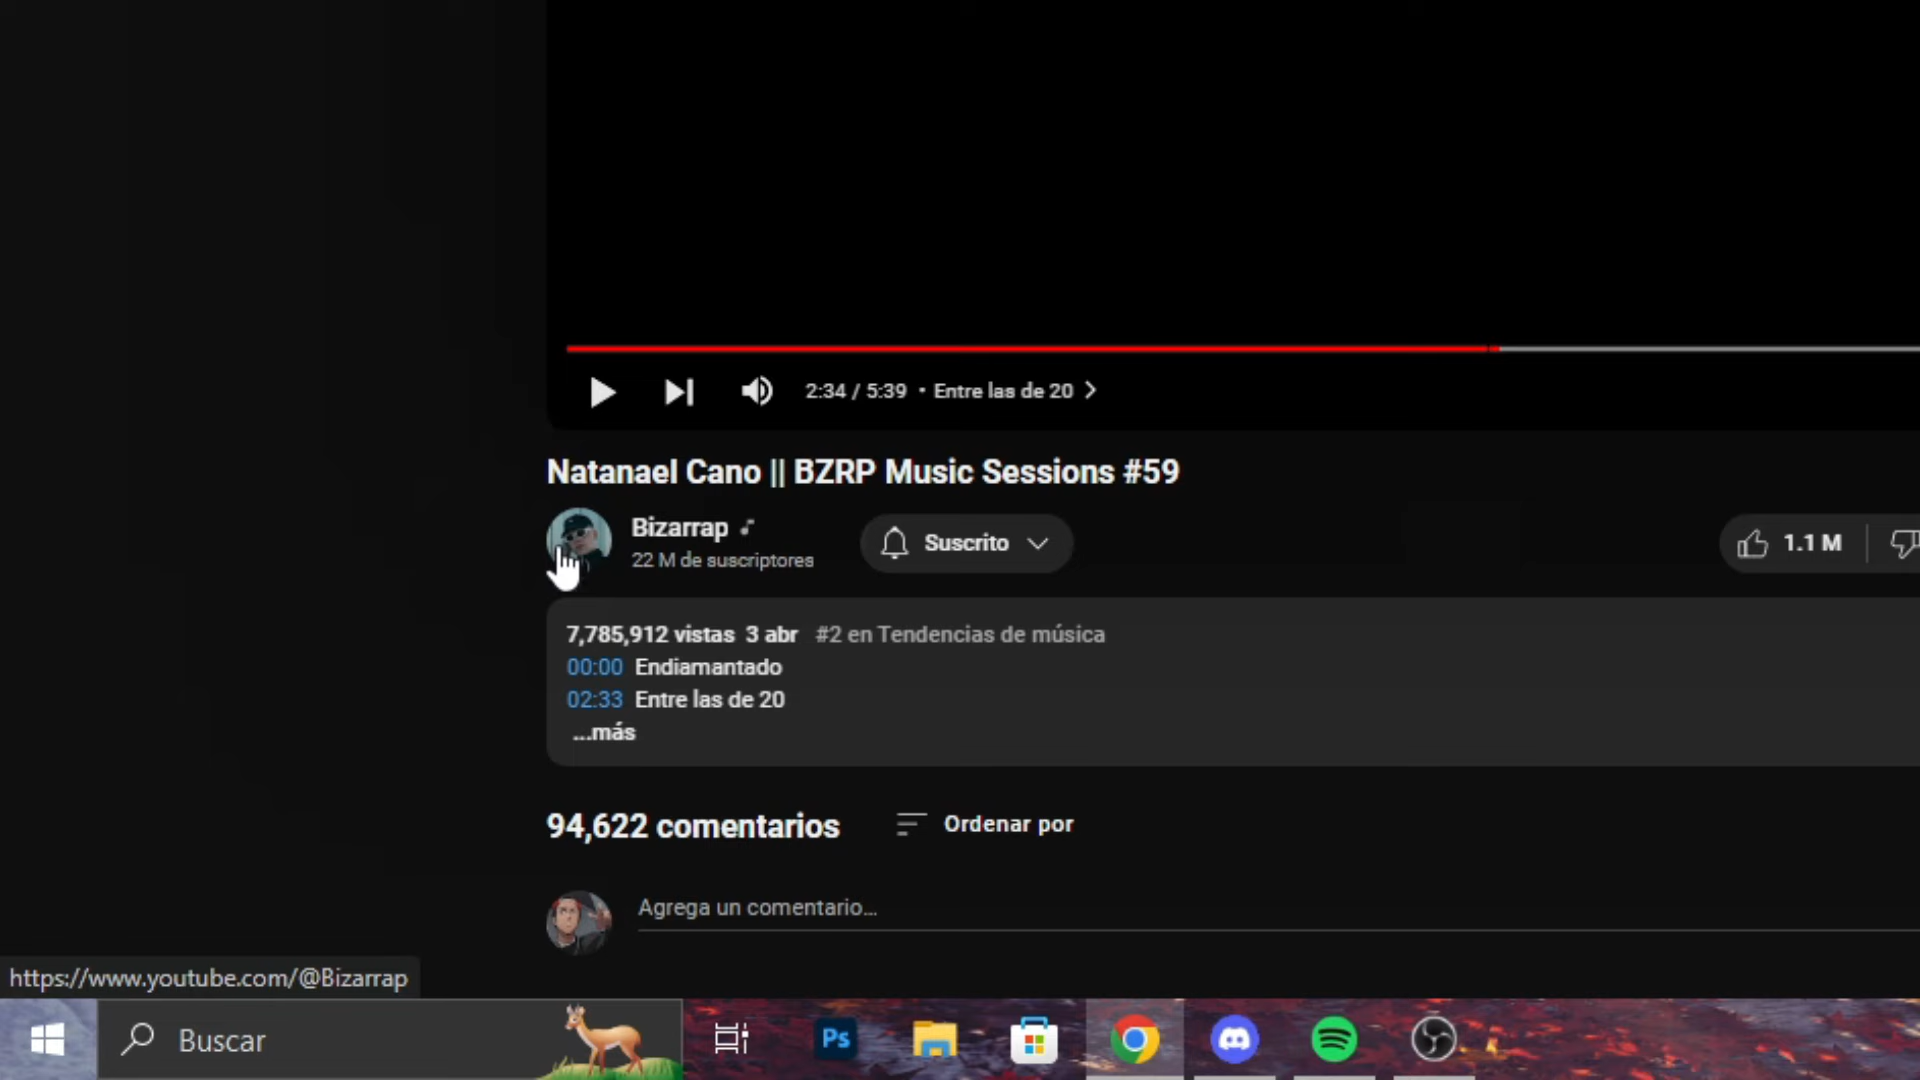 2:34 / 5:39 • Entre las de 20 >
Natanael Cano || BZRP Music Sessions #59
Bizarrap
22 M de suscriptores
Suscrito
1.1 M
7,785,912 vistas 3 abr #2 en Tendencias de música
00:00 Endiamantado
02:33 Entre las de 20
...más
94,622 comentarios
Ordenar por
Agrega un comentario...
https://www.youtube.com/@Bizarrap
Buscar
Ps